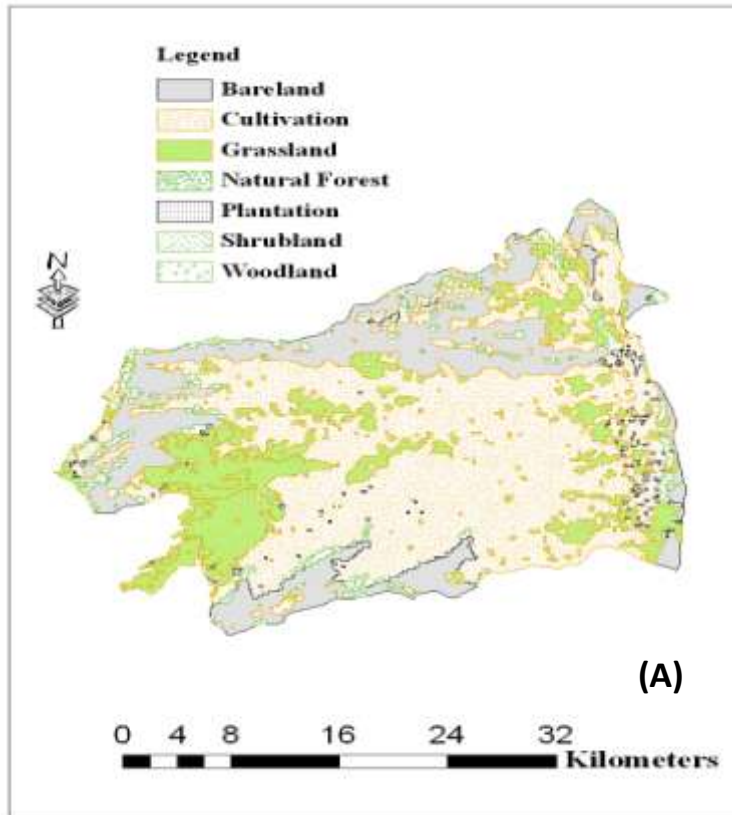 Legend
Bareland
Cultivation
Grassland
Natural Forest
Plantation
Shrubland
Woodland
N
(A)
0 4 8 16 24 32
Kilometers